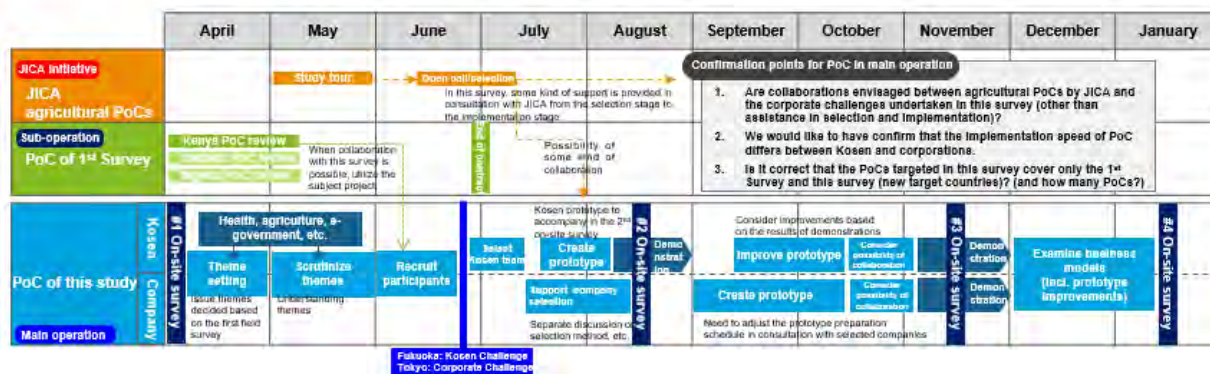 April May June July August September October November December January
JICA Initiative
JICA
agricultural PoCs
study tour
Open call/selection
In this survey, some kind of support is provided in
consultation with JICA from the selection stage to
the implementation stage
Confirmation points for PoC in main operation
1. Are collaborations envisaged between agricultural PoCs by JICA and
the corporate challenges undertaken in this survey (other than
assistance in selection and implementation)?
2. We would like to have confirm that the implementation speed of PoC
differs between Kosen and corporations.
3. Is it correct that the PoCs targeted in this survey cover only the 1st
Survey and this survey (new target countries)? (and how many PoCs?)
Sub-operation
PoC of 1st Survey
Kenya PoC review
When collaboration
with this survey is
possible, utilize the
subject project
End of contract
Possibility of
some kind of
collaboration
PoC of this study
Main operation
Kosen
Company
#1 On-site survey
Health, agriculture, e-
government, etc.
Theme
setting
Issue themes
decided based
on the first field
survey
Scrutinize
themes
Understanding
themes
Recruit
participants
Kosen prototype to
accompany in the 2nd
on-site survey
Select
Kosen team
Create
prototype
Support company
selection
Separate discussion on
selection method, etc.
#2 On-site survey
Demo
nstrat
ion
Consider improvements based
on the results of demonstrations
Improve prototype
Consider
possibility of
collaboration
Create prototype
Consider
possibility of
collaboration
Need to adjust the prototype preparation
schedule in consultation with selected companies
#3 On-site survey
Demon
stration
Demon
stration
Examine business
models
(incl. prototype
improvements)
#4 On-site survey
Fukuoka: Kosen Challenge
Tokyo: Corporate Challenge